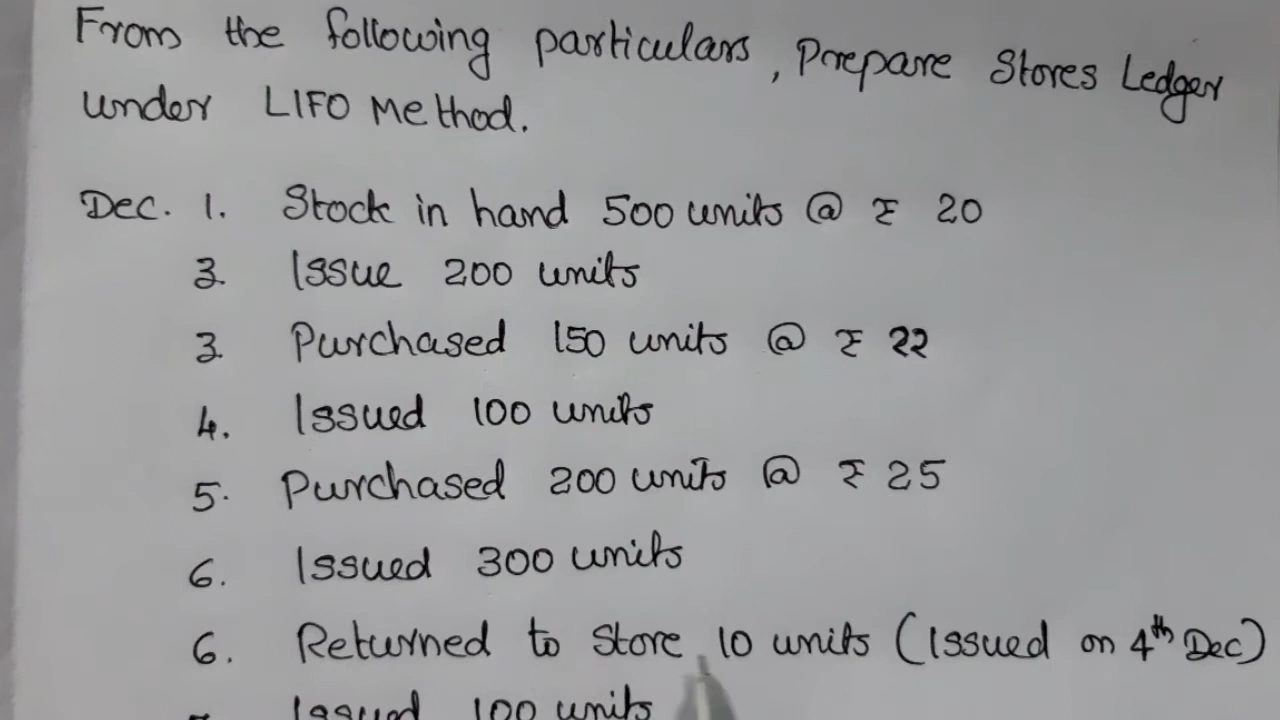 From the following particulars, Prepare Stores Ledger
under LIFO Method.
Dec. 1. Stock in hand 500 units @ ₹ 20
3. Issue 200 units
3 Purchased 150 units @ ₹ 22
4. Issued 100 units
5. Purchased 200 units @ ₹ 25
6. Issued 300 units
6. Returned to Store 10 units (Issued on 4th Dec)
Issued 100 units